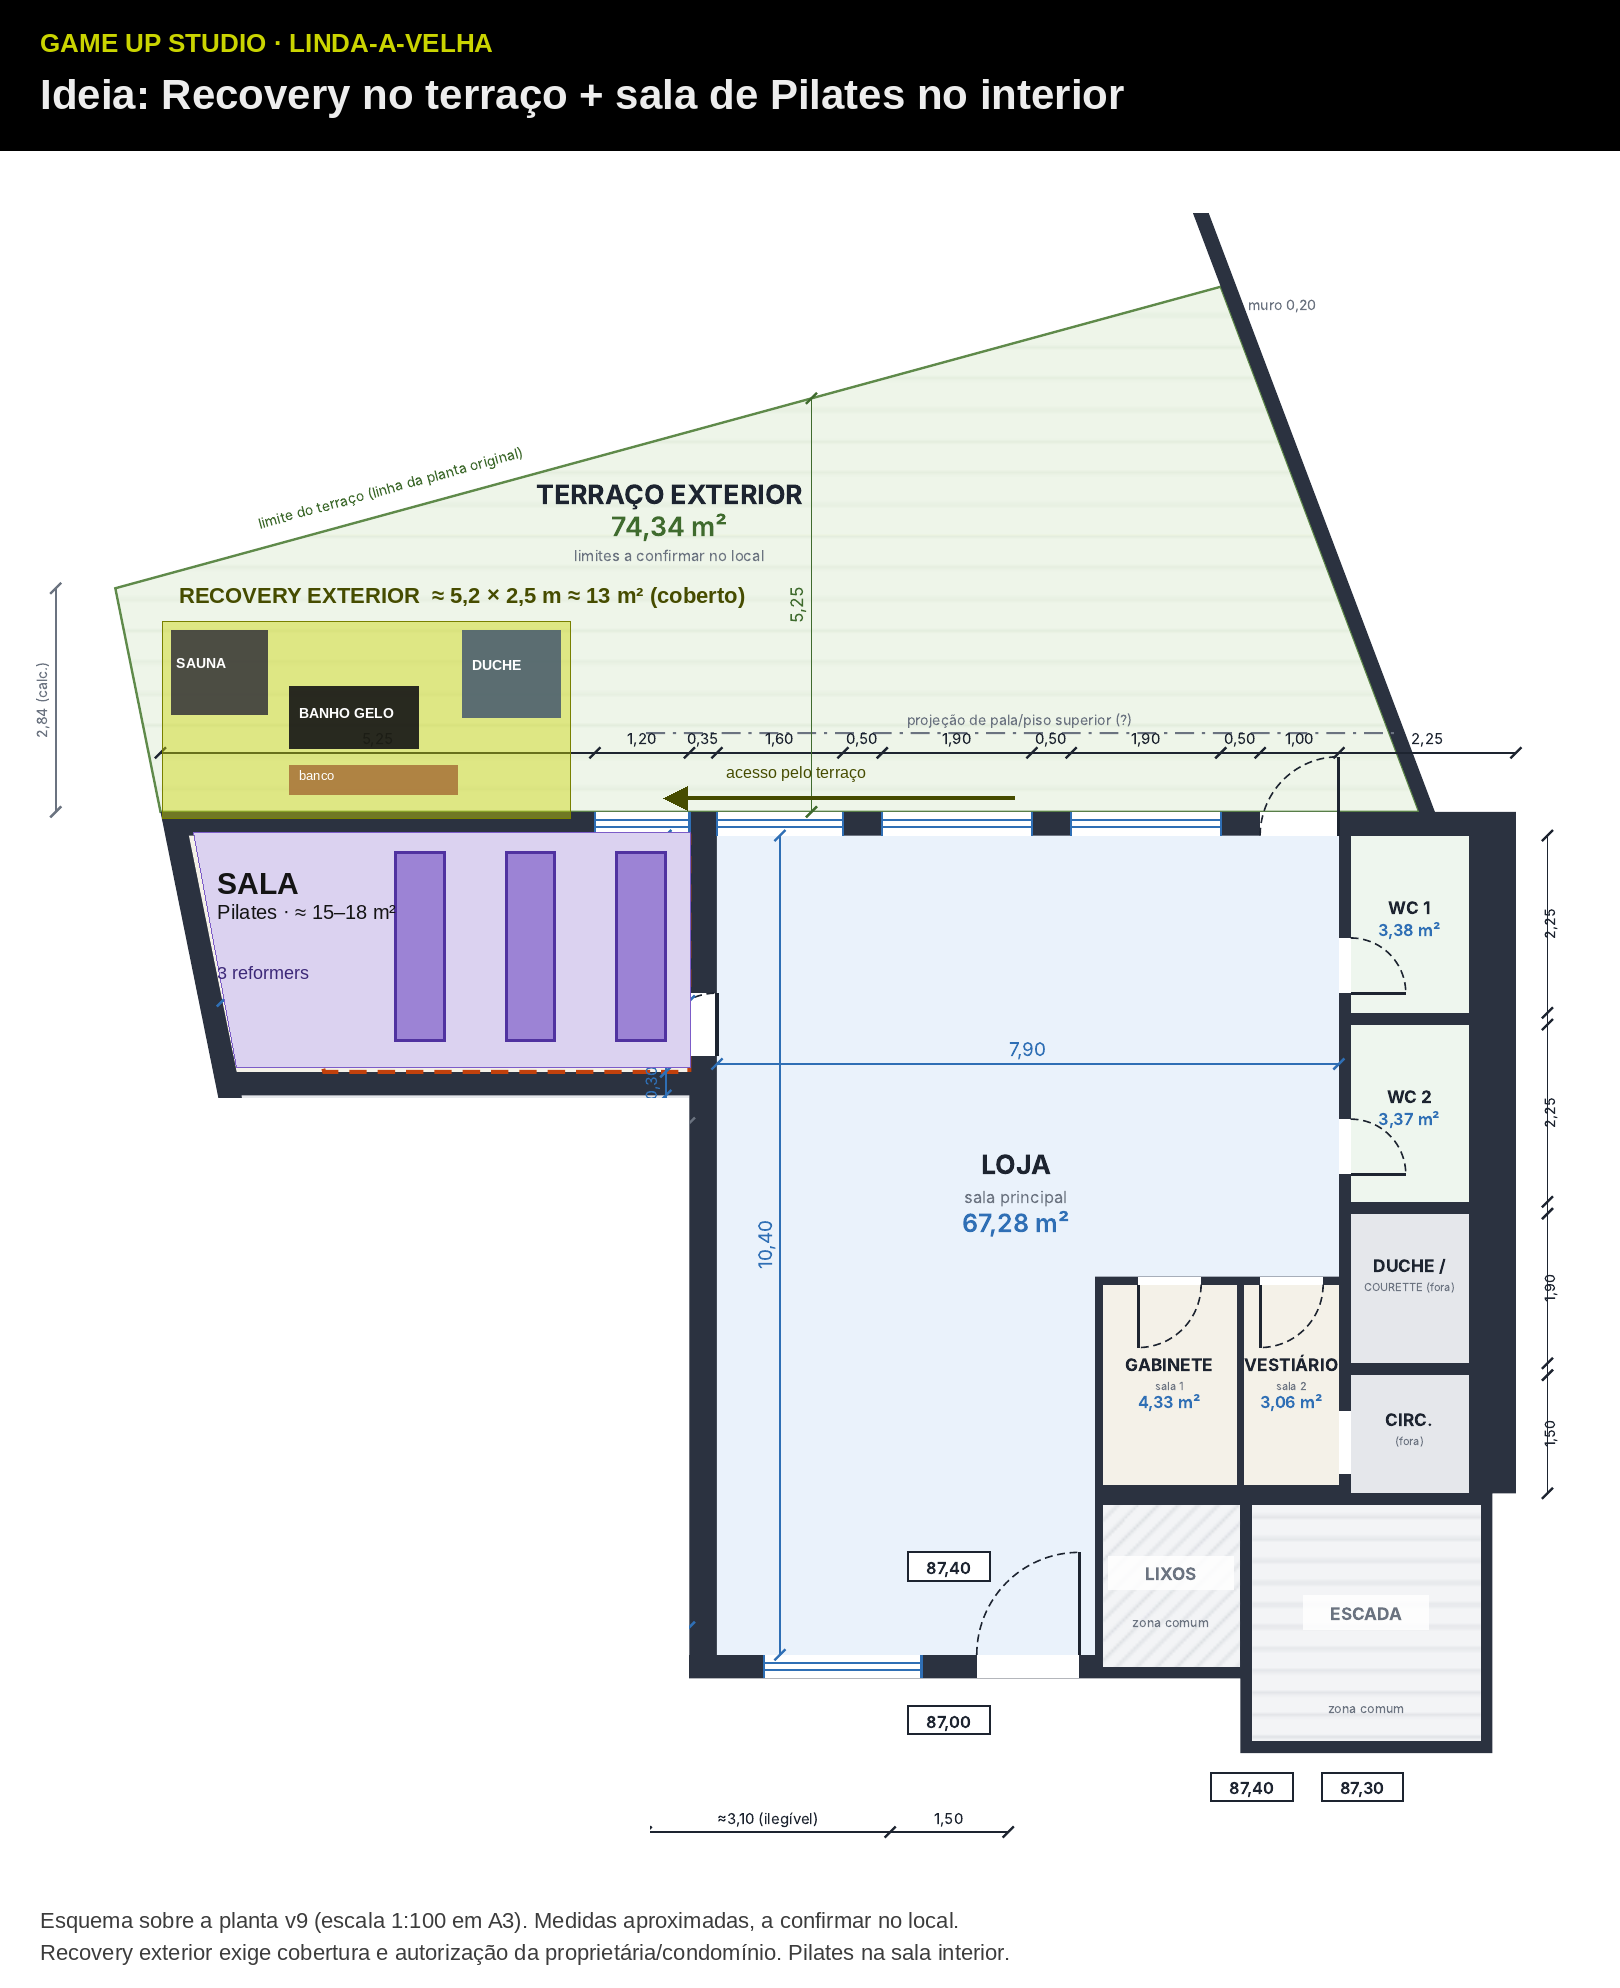 GAME UP STUDIO · LINDA-A-VELHA
Ideia: Recovery no terraço + sala de Pilates no interior
muro 0,20
limite do terraço (linha da planta original)
TERRAÇO EXTERIOR
74,34 m²
limites a confirmar no local
RECOVERY EXTERIOR ≈ 5,2 × 2,5 m ≈ 13 m² (coberto)
5,25
2,84 (calc.)
SAUNA
DUCHE
BANHO GELO
banco
projeção de pala/piso superior (?)
5,25
1,20
0,35
1,60
0,50
1,90
0,50
1,90
0,50
1,00
2,25
acesso pelo terraço
SALA
Pilates · ≈ 15–18 m²
3 reformers
0,30
7,90
10,40
LOJA
sala principal
67,28 m²
WC 1
3,38 m²
2,25
WC 2
3,37 m²
2,25
DUCHE /
COURETTE (fora)
1,90
GABINETE
sala 1
4,33 m²
VESTIÁRIO
sala 2
3,06 m²
CIRC.
(fora)
1,50
LIXOS
zona comum
ESCADA
zona comum
87,40
87,00
87,40
87,30
≈3,10 (ilegível)
1,50
Esquema sobre a planta v9 (escala 1:100 em A3). Medidas aproximadas, a confirmar no local.
Recovery exterior exige cobertura e autorização da proprietária/condomínio. Pilates na sala interior.